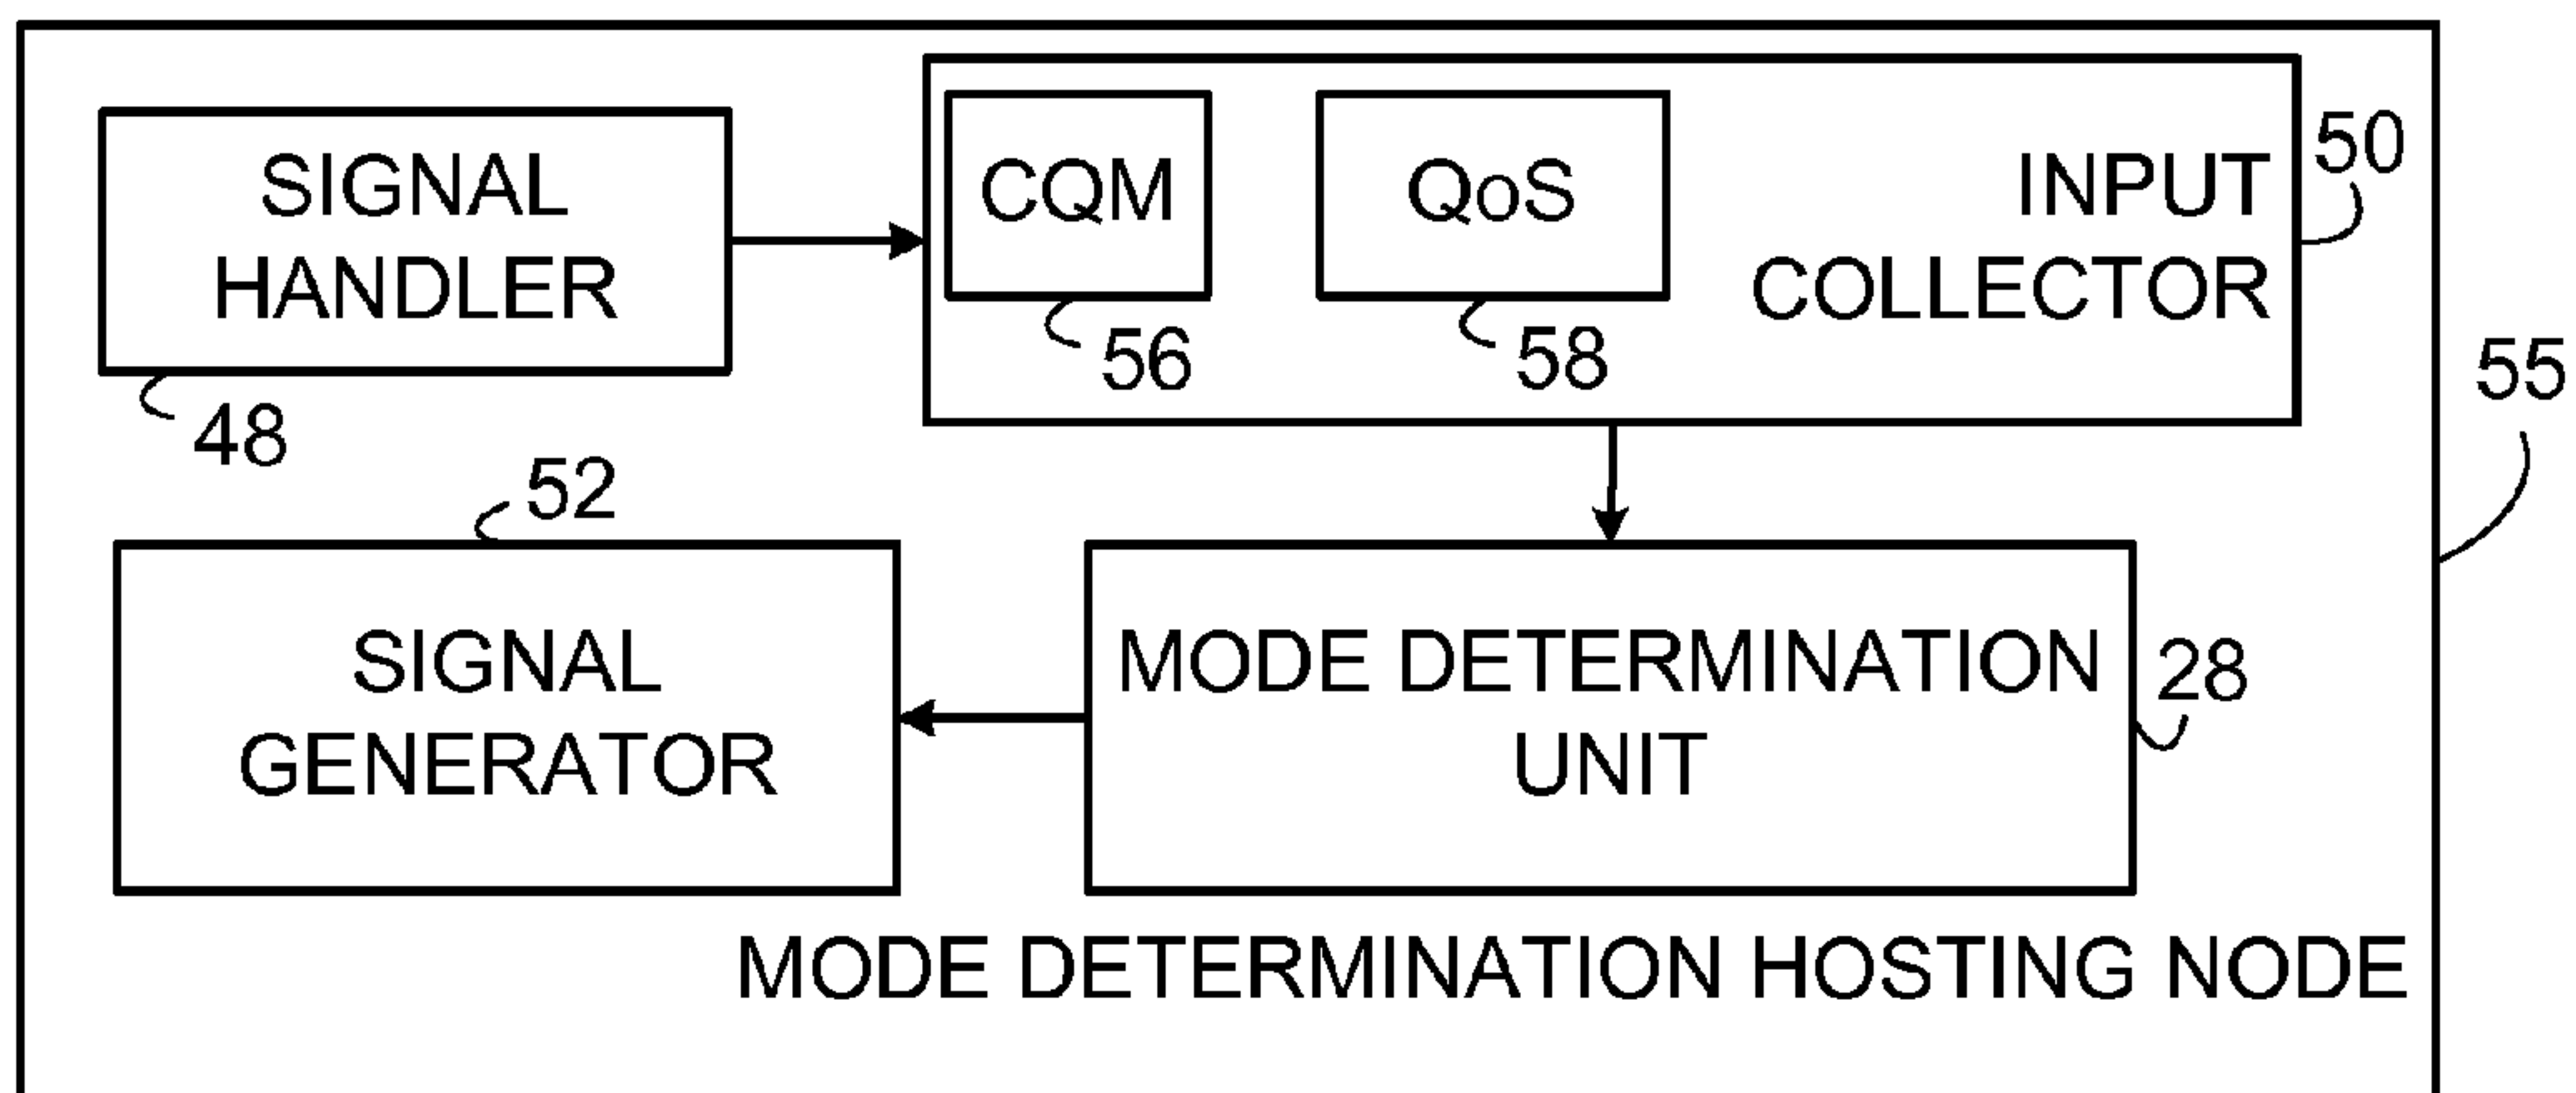 SIGNAL
HANDLER
48
CQM
56
QoS
58
INPUT
COLLECTOR
50
55
52
SIGNAL
GENERATOR
MODE DETERMINATION
UNIT
28
MODE DETERMINATION HOSTING NODE